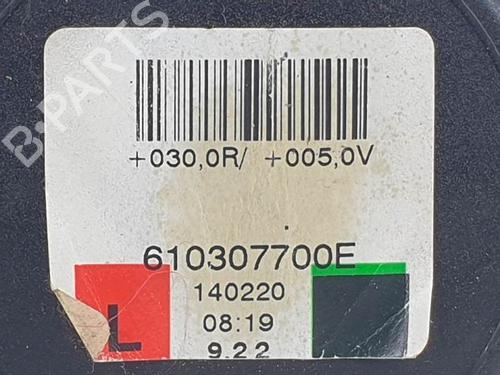 B-PARTS
+030,0R/ +005,0V
610307700E
140220
L
08:19
9.22